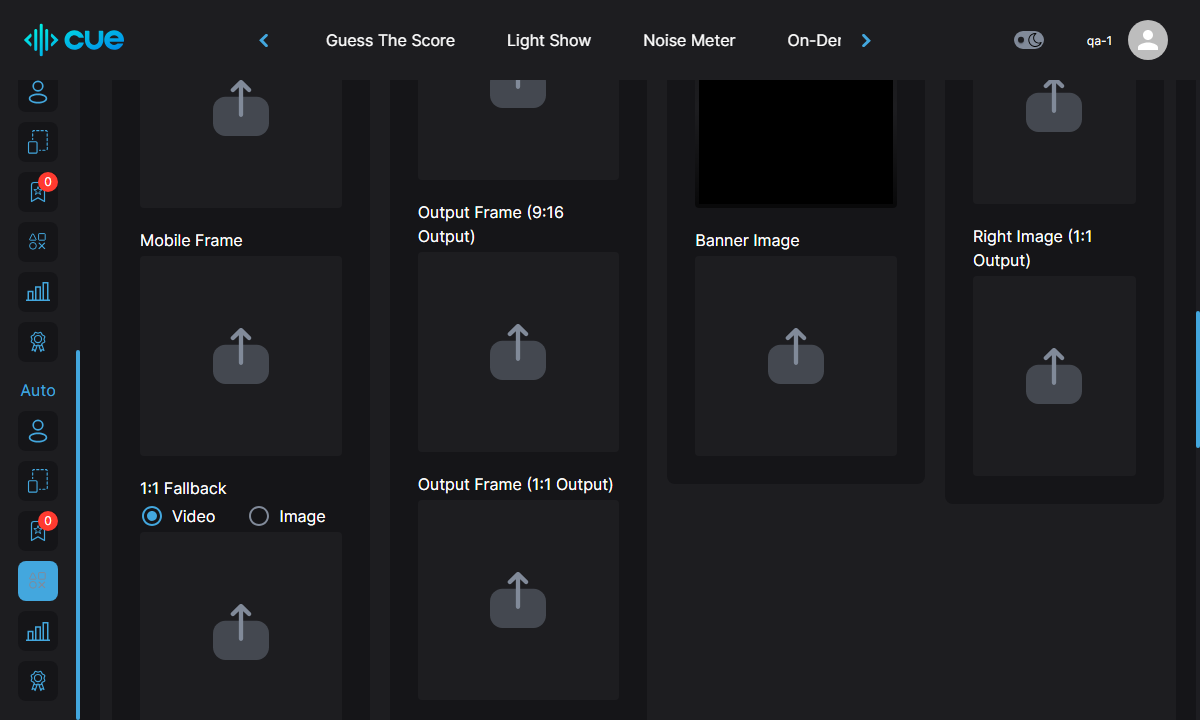 cue
Guess The Score
Light Show
Noise Meter
On-Der
qa-1
0
Auto
0
Mobile Frame
1:1 Fallback
Video
Image
Output Frame (9:16
Output)
Output Frame (1:1 Output)
Banner Image
Right Image (1:1
Output)